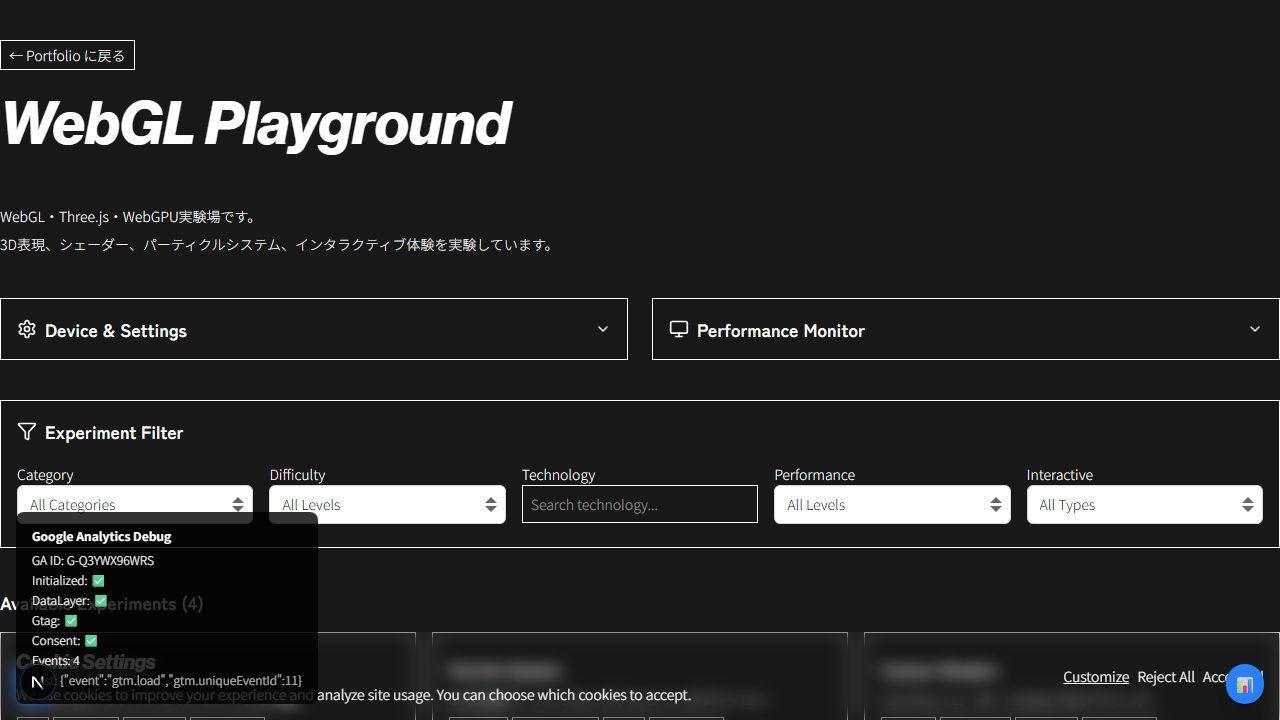 ← Portfolio に戻る
WebGL Playground
WebGL・Three.js・WebGPU実験場です。
3D表現、シェーダー、パーティクルシステム、インタラクティブ体験を実験しています。
Device & Settings
Performance Monitor
Experiment Filter
Category
Difficulty
Technology
Performance
Interactive
All Categories
All Levels
Search technology...
All Levels
All Types
Google Analytics Debug
GA ID: G-Q3YWX96WRS
Initialized: ✅
DataLayer: ✅
Gtag: ✅
Consent: ✅
Events: 4
{"event":"gtm.load","gtm.uniqueEventId":11}
Available Experiments (4)
Cookie Settings
cookies to improve your experience and analyze site usage. You can choose which cookies to accept.
Customize
Reject All
N